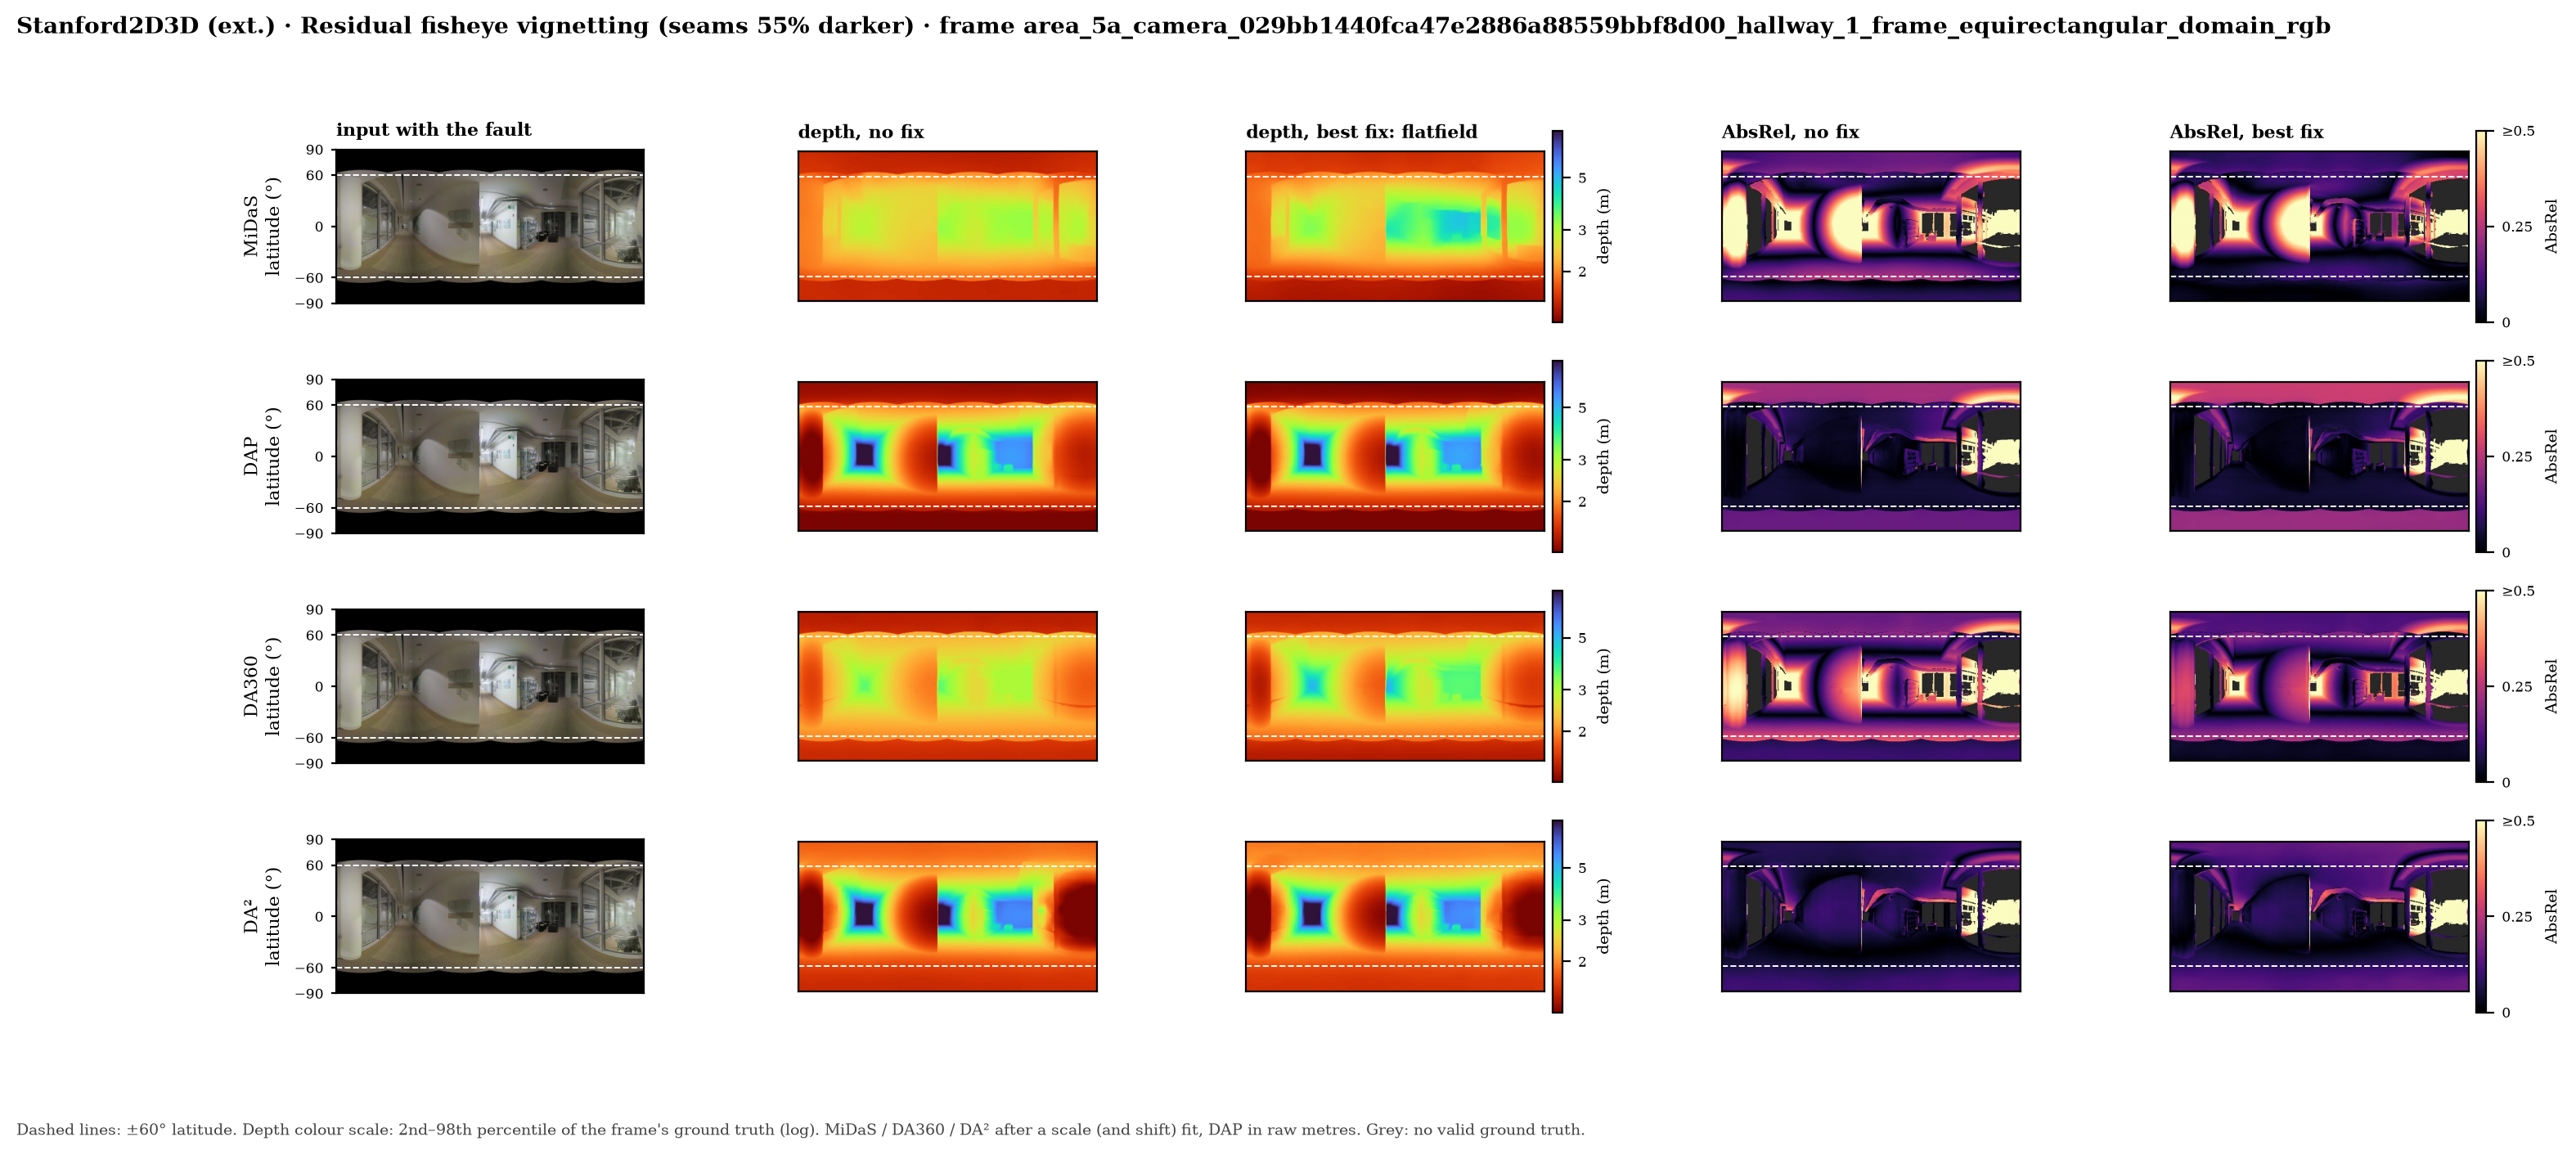 Stanford2D3D (ext.) · Residual fisheye vignetting (seams 55% darker) · frame area_5a_camera_029bb1440fca47e2886a88559bbf8d00_hallway_1_frame_equirectangular_domain_rgb
input with the fault
depth, no fix
depth, best fix: flatfield
AbsRel, no fix
AbsRel, best fix
MiDaS
latitude (°)
90
60
0
−60
−90
5
3
2
depth (m)
≥0.5
0.25
0
AbsRel
DAP
latitude (°)
90
60
0
−60
−90
5
3
2
depth (m)
≥0.5
0.25
0
AbsRel
DA360
latitude (°)
90
60
0
−60
−90
5
3
2
depth (m)
≥0.5
0.25
0
AbsRel
DA²
latitude (°)
90
60
0
−60
−90
5
3
2
depth (m)
≥0.5
0.25
0
AbsRel
Dashed lines: ±60° latitude. Depth colour scale: 2nd–98th percentile of the frame's ground truth (log). MiDaS / DA360 / DA² after a scale (and shift) fit, DAP in raw metres. Grey: no valid ground truth.